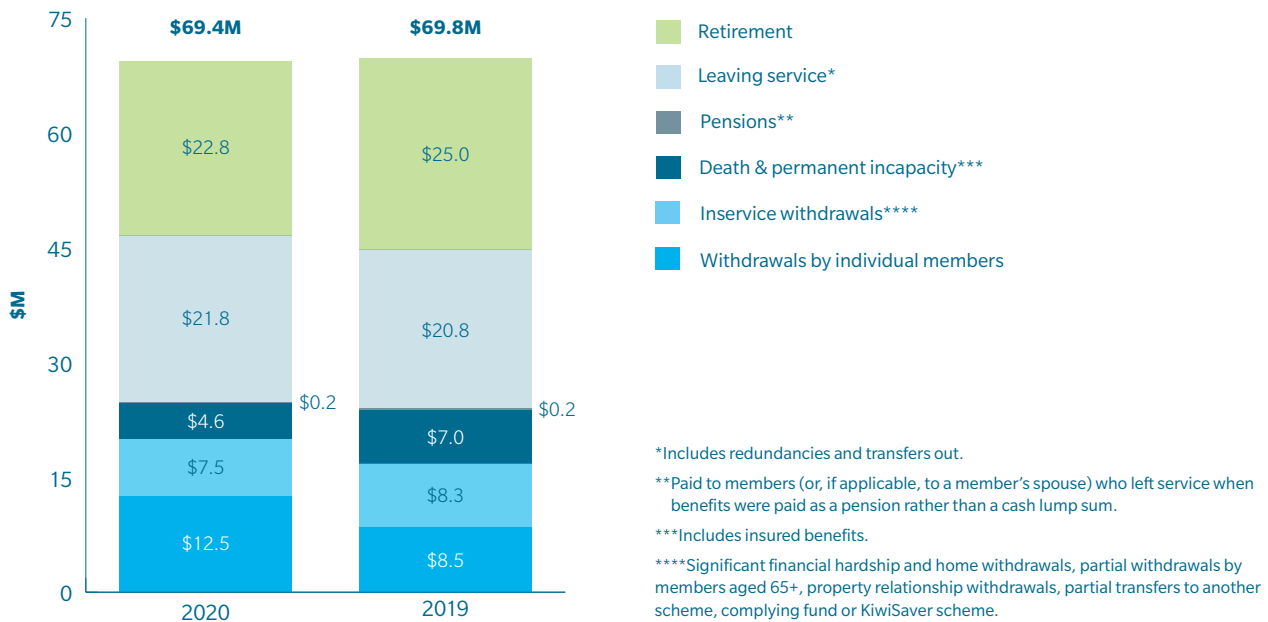 75
60
45
30
15
0
$M
$69.4M
$22.8
$21.8
$0.2
$4.6
$7.5
$12.5
2020
$69.8M
$25.0
$20.8
$0.2
$7.0
$8.3
$8.5
2019
Retirement
Leaving service*
Pensions**
Death & permanent incapacity***
Inservice withdrawals****
Withdrawals by individual members
*Includes redundancies and transfers out.
**Paid to members (or, if applicable, to a member’s spouse) who left service when
benefits were paid as a pension rather than a cash lump sum.
***Includes insured benefits.
****Significant financial hardship and home withdrawals, partial withdrawals by
members aged 65+, property relationship withdrawals, partial transfers to another
scheme, complying fund or KiwiSaver scheme.